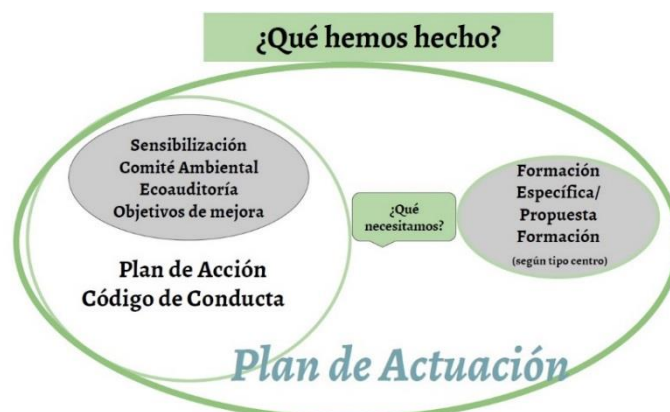 ¿Qué hemos hecho?
Sensibilización
Comité Ambiental
Ecoauditoría
Objetivos de mejora
Plan de Acción
Código de Conducta
¿Qué
necesitamos?
Formación
Específica/
Propuesta
Formación
(según tipo centro)
Plan de Actuación